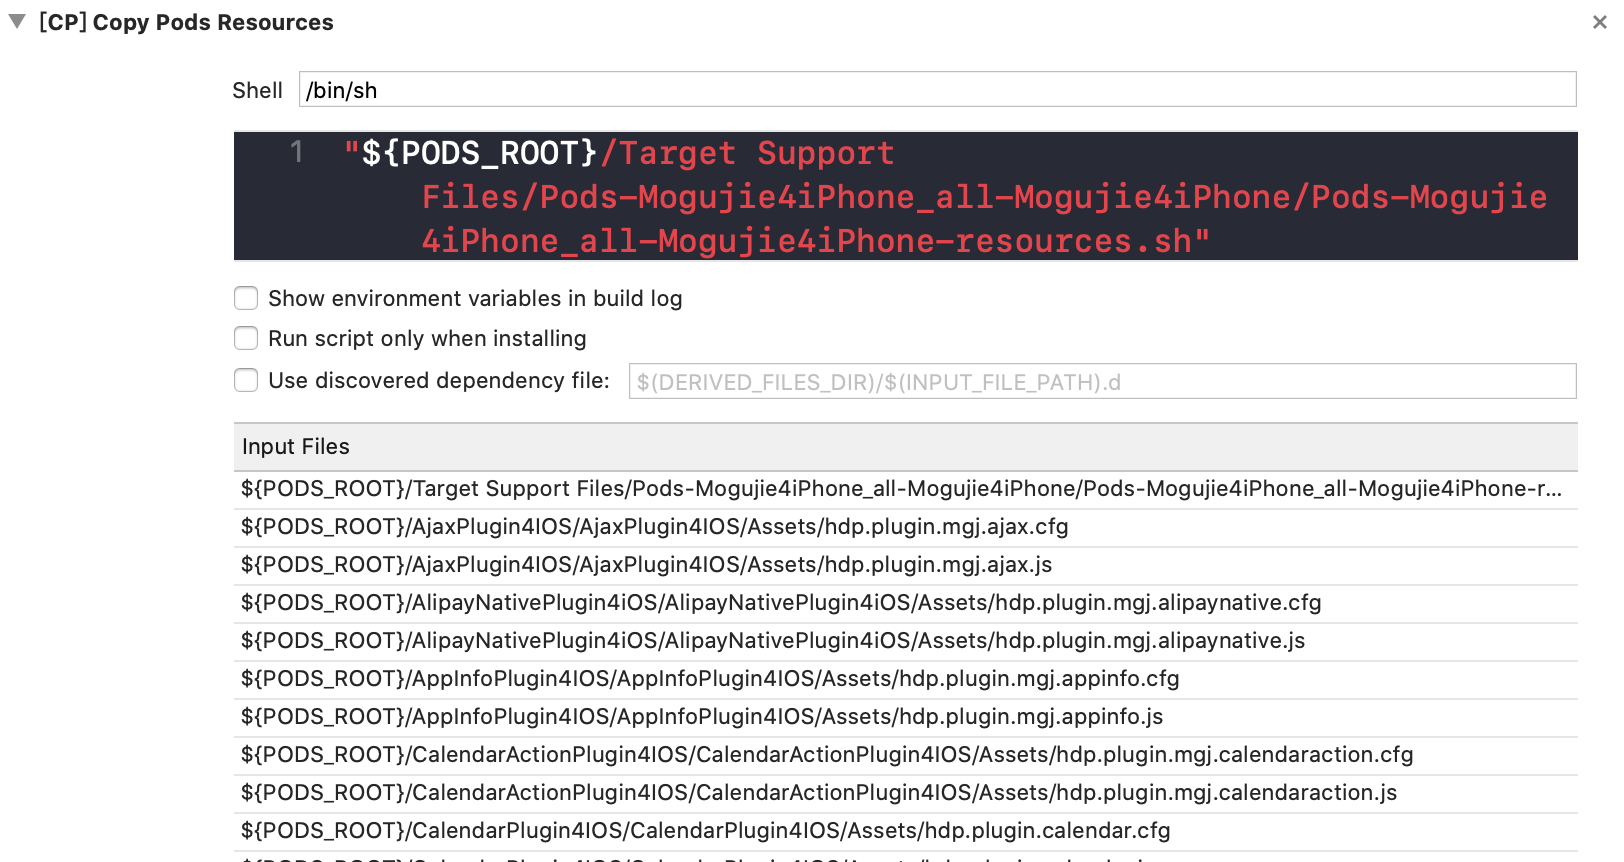 [CP] Copy Pods Resources
Shell /bin/sh
1 "${PODS_ROOT}/Target Support
Files/Pods-Mogujie4iPhone_all-Mogujie4iPhone/Pods-Mogujie
4iPhone_all-Mogujie4iPhone-resources.sh"
Show environment variables in build log
Run script only when installing
Use discovered dependency file: $(DERIVED_FILES_DIR)/$(INPUT_FILE_PATH).d
Input Files
${PODS_ROOT}/Target Support Files/Pods-Mogujie4iPhone_all-Mogujie4iPhone/Pods-Mogujie4iPhone_all-Mogujie4iPhone-r...
${PODS_ROOT}/AjaxPlugin4IOS/AjaxPlugin4IOS/Assets/hdp.plugin.mgj.ajax.cfg
${PODS_ROOT}/AjaxPlugin4IOS/AjaxPlugin4IOS/Assets/hdp.plugin.mgj.ajax.js
${PODS_ROOT}/AlipayNativePlugin4iOS/AlipayNativePlugin4iOS/Assets/hdp.plugin.mgj.alipaynative.cfg
${PODS_ROOT}/AlipayNativePlugin4iOS/AlipayNativePlugin4iOS/Assets/hdp.plugin.mgj.alipaynative.js
${PODS_ROOT}/AppInfoPlugin4IOS/AppInfoPlugin4IOS/Assets/hdp.plugin.mgj.appinfo.cfg
${PODS_ROOT}/AppInfoPlugin4IOS/AppInfoPlugin4IOS/Assets/hdp.plugin.mgj.appinfo.js
${PODS_ROOT}/CalendarActionPlugin4IOS/CalendarActionPlugin4IOS/Assets/hdp.plugin.mgj.calendaraction.cfg
${PODS_ROOT}/CalendarActionPlugin4IOS/CalendarActionPlugin4IOS/Assets/hdp.plugin.mgj.calendaraction.js
${PODS_ROOT}/CalendarPlugin4IOS/CalendarPlugin4IOS/Assets/hdp.plugin.calendar.cfg